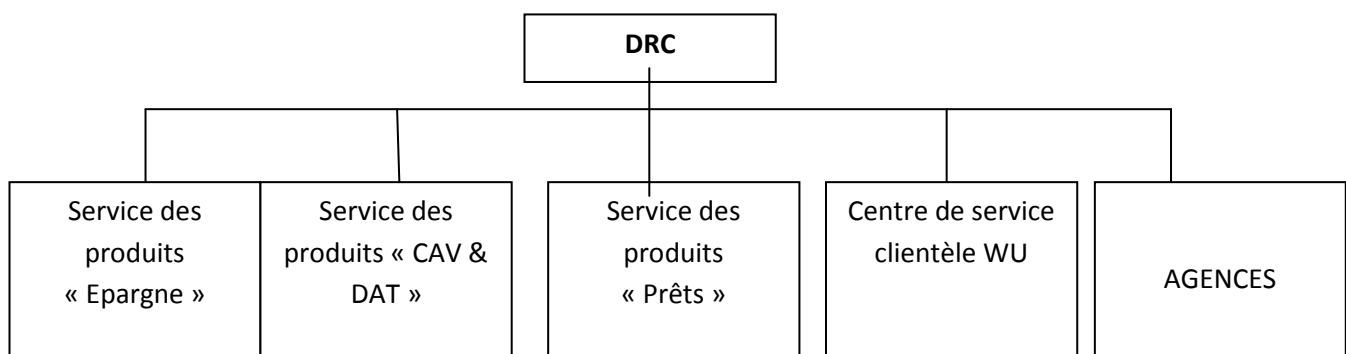 DRC
Service des
produits
« Epargne »
Service des
produits « CAV &
DAT »
Service des
produits
« Prêts »
Centre de service
clientèle WU
AGENCES